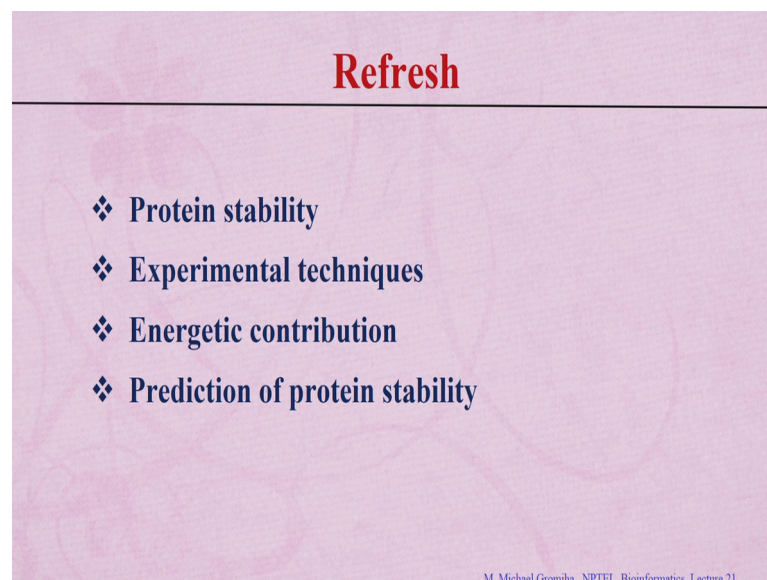 Refresh
❖ Protein stability
❖ Experimental techniques
❖ Energetic contribution
❖ Prediction of protein stability
M. Michael Gromiha, NPTEL, Bioinformatics, Lecture 21